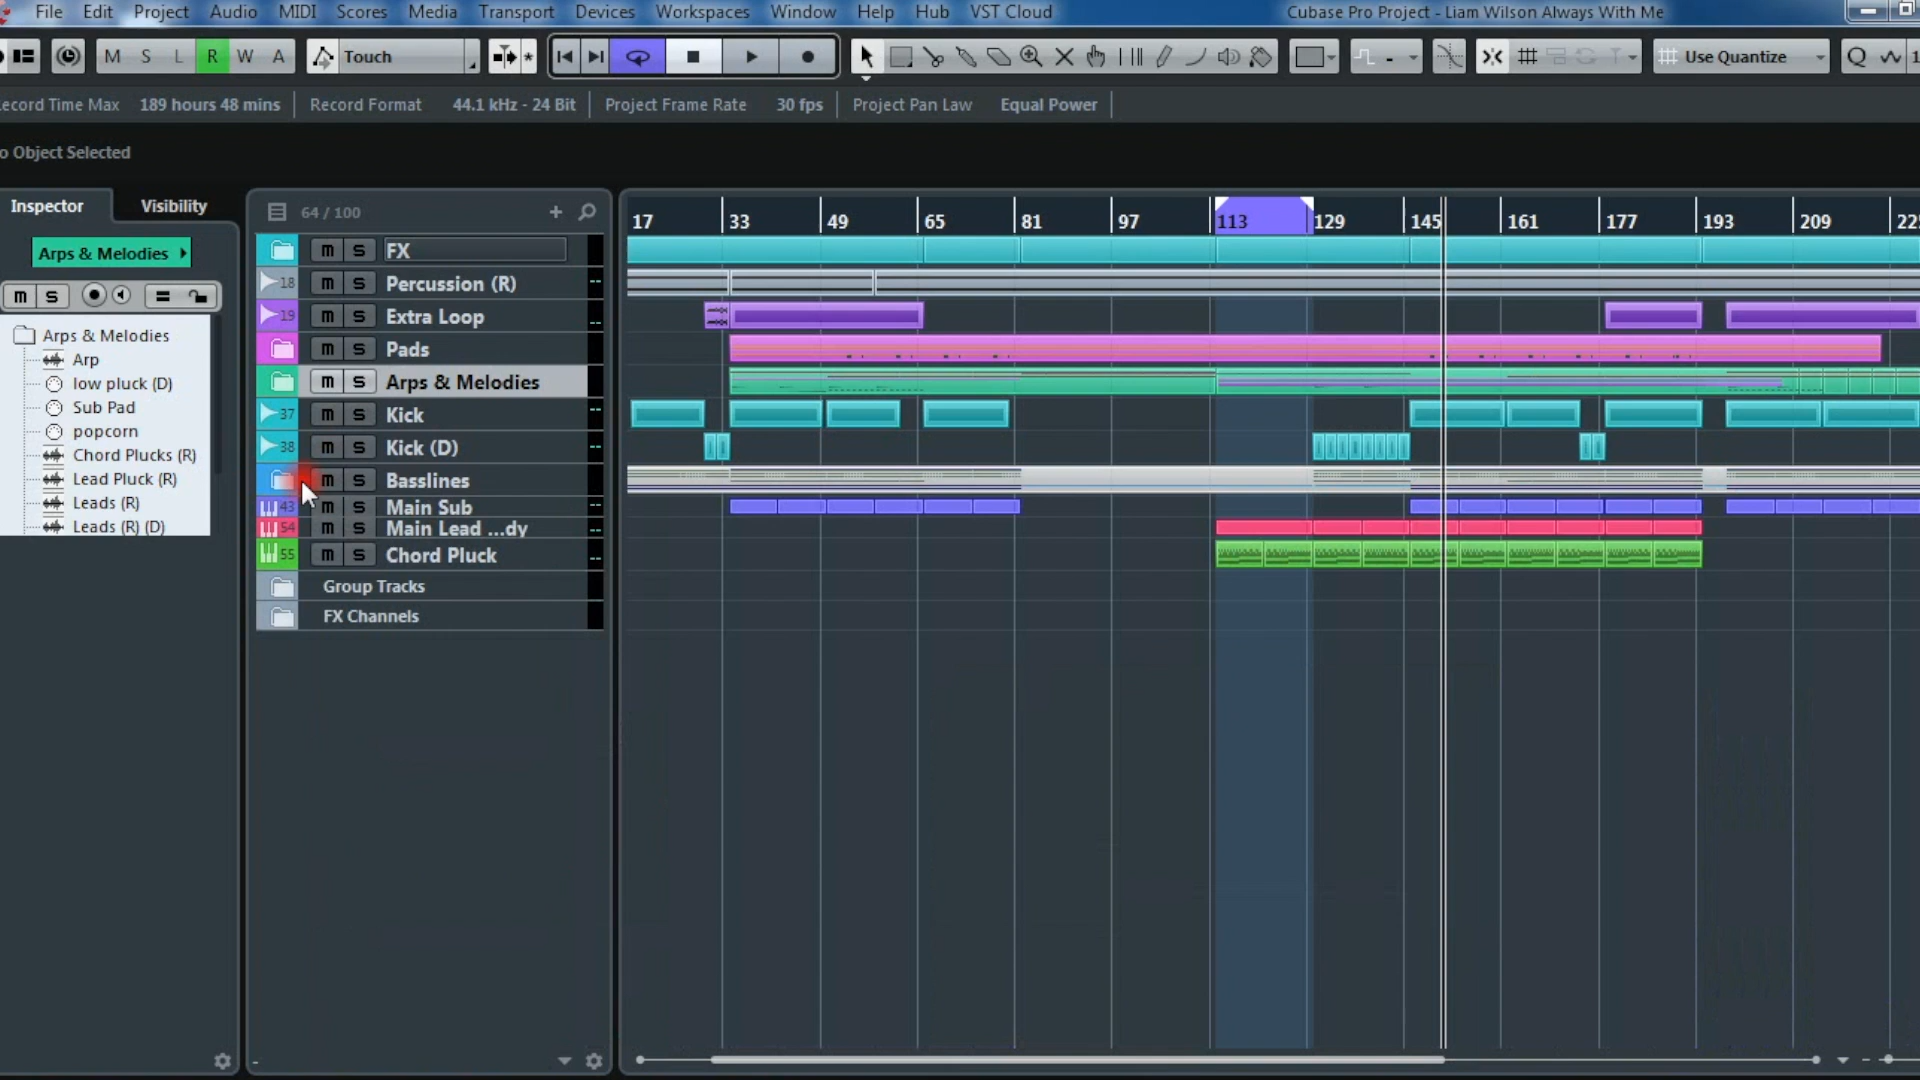 File Edit Project Audio MIDI Scores Media Transport Devices Workspaces Window Help Hub VST Cloud Cubase Pro Project - Liam Wilson Always With Me
M S L R W A Touch Use Quantize Q
ecord Time Max 189 hours 48 mins Record Format 44.1 kHz - 24 Bit Project Frame Rate 30 fps Project Pan Law Equal Power
o Object Selected
Inspector Visibility 64 / 100 17 33 49 65 81 97 113 129 145 161 177 193 209 225
Arps & Melodies
m s
Arps & Melodies
Arp
low pluck (D)
Sub Pad
popcorn
Chord Plucks (R)
Lead Pluck (R)
Leads (R)
Leads (R) (D)
m s FX
18 m s Percussion (R)
19 m s Extra Loop
m s Pads
m s Arps & Melodies
37 m s Kick
38 m s Kick (D)
m s Basslines
43 m s Main Sub
54 m s Main Lead ...dy
55 m s Chord Pluck
Group Tracks
FX Channels